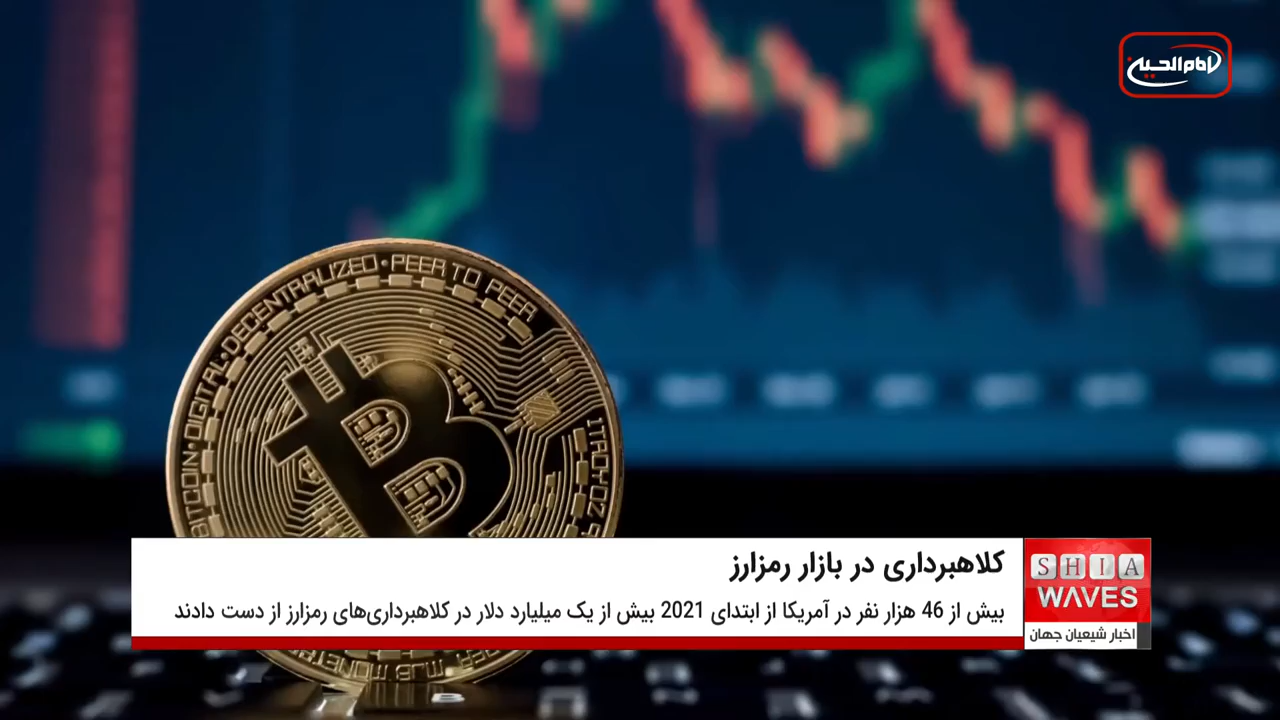 امام الحسین
DIGITAL•DECENTRALIZED•PEER TO PEER
BITCOIN
کلاهبرداری در بازار رمزارز
بیش از 46 هزار نفر در آمریکا از ابتدای 2021 بیش از یک میلیارد دلار در کلاهبرداری‌های رمزارز از دست دادند
SHIA
WAVES
اخبار شیعیان جهان